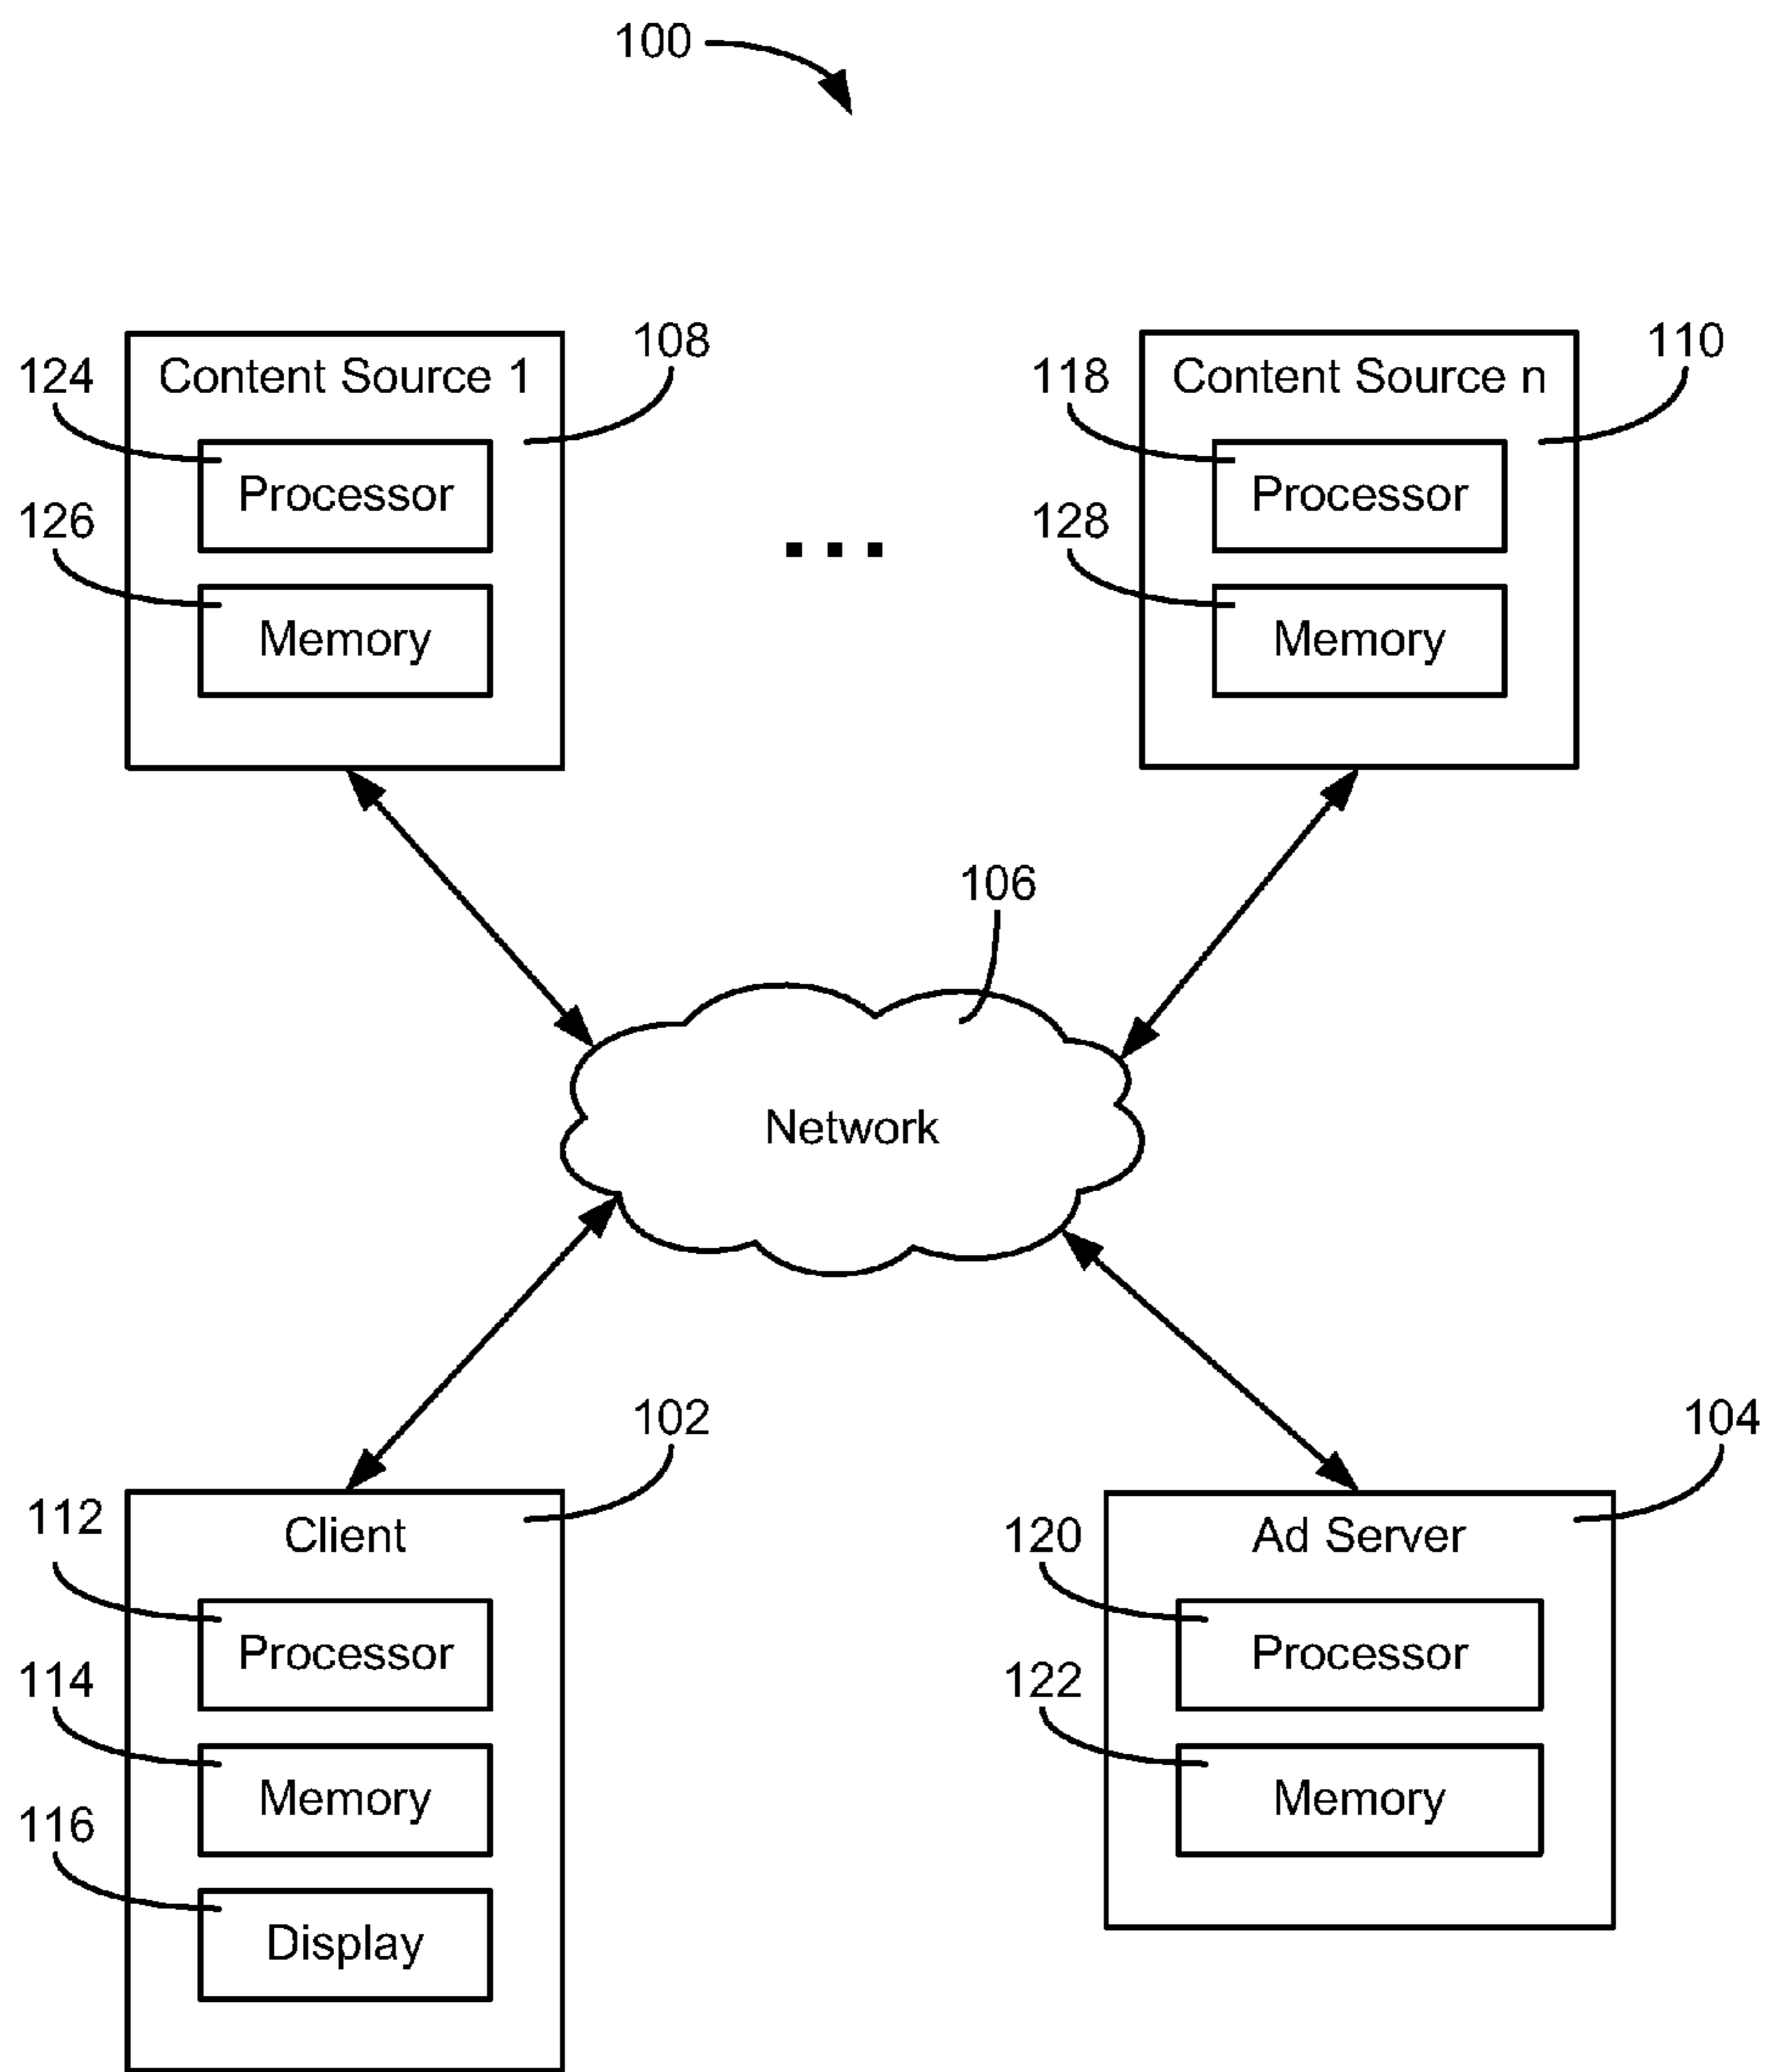 100
108
110
124
Content Source 1
118
Content Source n
Processor
Processor
126
128
...
Memory
Memory
106
Network
102
104
112
Client
120
Ad Server
Processor
Processor
114
122
Memory
Memory
116
Display